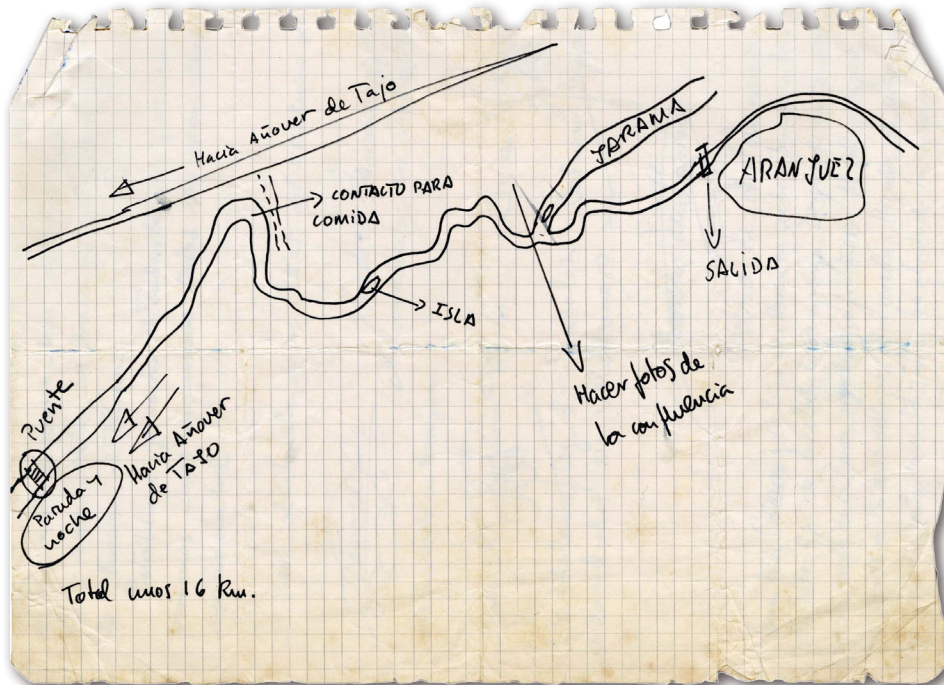 Hacia Añover de Tajo
JARAMA
ARANJUEZ
CONTACTO PARA
COMIDA
SALIDA
ISLA
Hacer fotos de
la confluencia
Puente
Hacia Añover
de TAJO
Parada y
noche
Total unos 16 km.